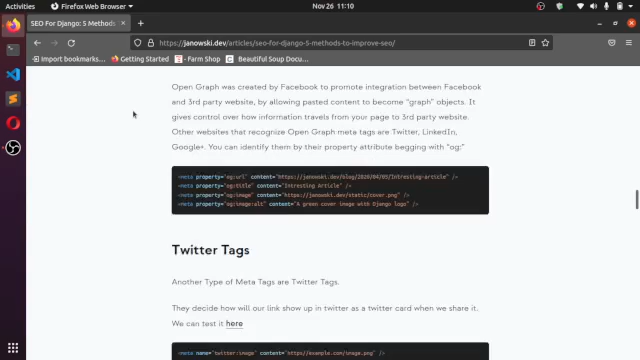 Activities
Firefox Web Browser
Nov 26 11:10
SEO For Django: 5 Methods
https://janowski.dev/articles/seo-for-django-5-methods-to-improve-seo/
Import bookmarks
Getting Started
Farm Shop
Beautiful Soup Docu...
Open Graph was created by Facebook to promote integration between Facebook
and 3rd party website, by allowing pasted content to become "graph" objects. It
gives control over how information travels from your page to 3rd party website.
Other websites that recognize Open Graph meta tags are Twitter, LinkedIn,
Google+. You can identify them by their property attribute begging with "og:"
<meta property="og:url" content="https://janowski.dev/blog/2020/04/03/Intresting-article" />
<meta property="og:title" content="Intresting Article" />
<meta property="og:image" content="https://janowski.dev/static/cover.png" />
<meta property="og:image:alt" content="A green cover image with Django logo" />
Twitter Tags
Another Type of Meta Tags are Twitter Tags.
They decide how will our link show up in twitter as a twitter card when we share it.
We can test it here
<meta name="twitter:image" content="https://example.com/image.png" />